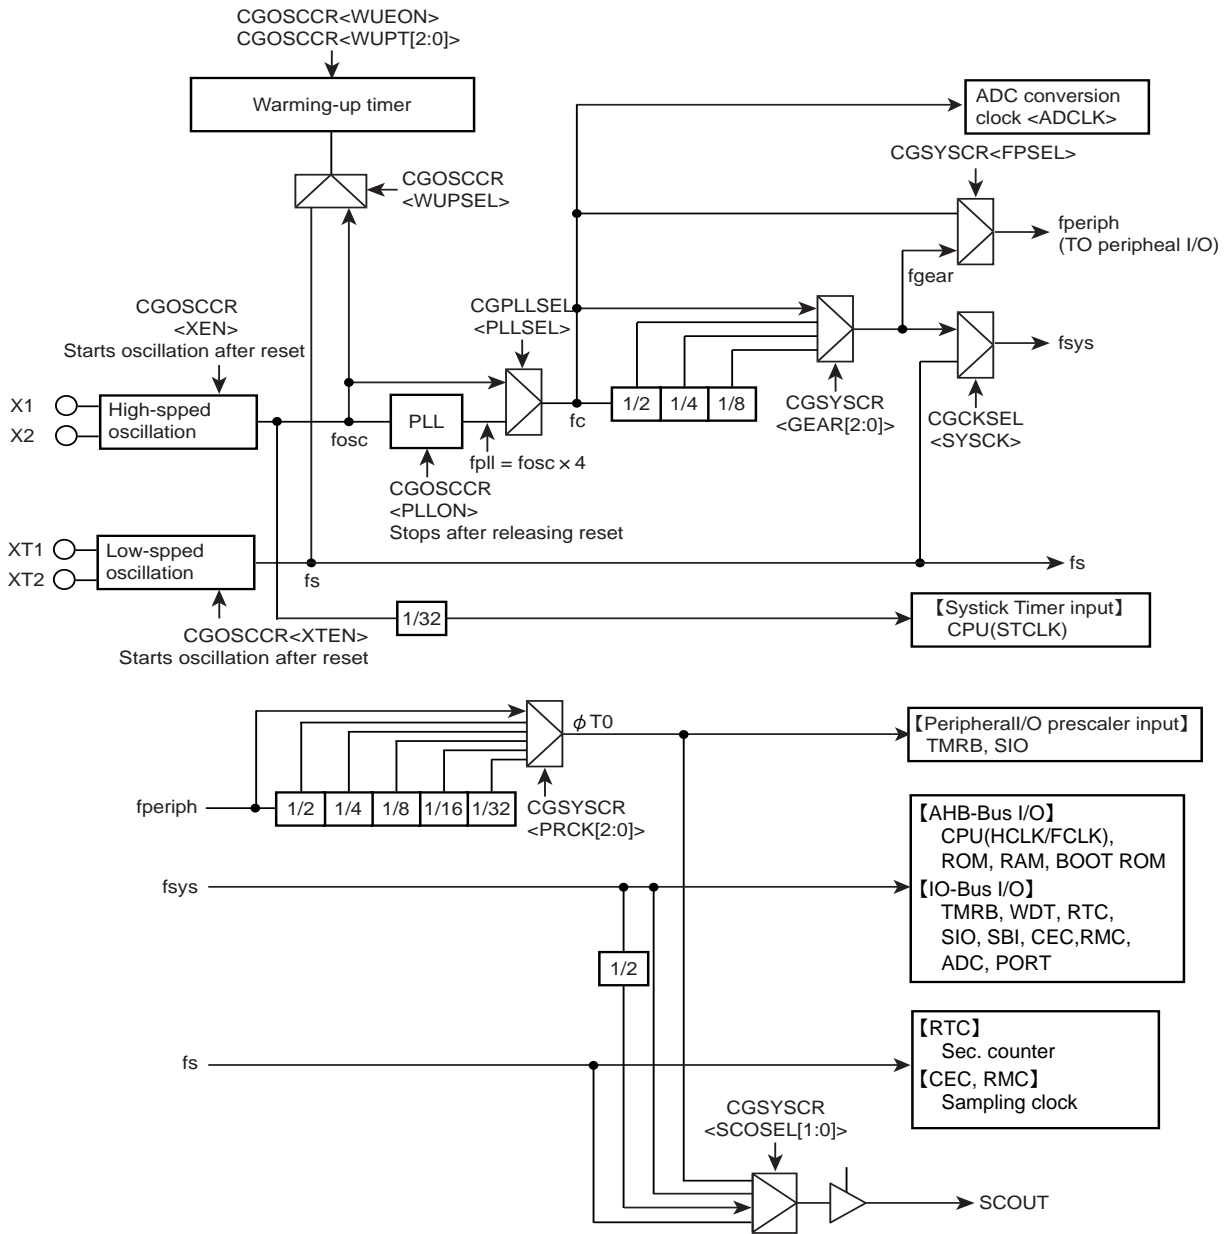 CGOSCCR<WUEON>
CGOSCCR<WUPT[2:0]>
Warming-up timer
ADC conversion
clock <ADCLK>
CGOSCCR
<WUPSEL>
CGSYSCR<FPSEL>
fperiph
(TO peripheal I/O)
fgear
CGOSCCR
<XEN>
Starts oscillation after reset
CGPLLSEL
<PLLSEL>
fsys
X1
X2
High-spped
oscillation
fosc
PLL
fc
1/2
1/4
1/8
CGSYSCR
<GEAR[2:0]>
CGCKSEL
<SYSCK>
fpll = fosc × 4
CGOSCCR
<PLLON>
Stops after releasing reset
XT1
XT2
Low-spped
oscillation
fs
fs
CGOSCCR<XTEN>
Starts oscillation after reset
1/32
【Systick Timer input】
CPU(STCLK)
ϕ T0
【Peripherall/O prescaler input】
TMRB, SIO
fperiph
1/2
1/4
1/8
1/16
1/32
CGSYSCR
<PRCK[2:0]>
【AHB-Bus I/O】
CPU(HCLK/FCLK),
ROM, RAM, BOOT ROM
【IO-Bus I/O】
TMRB, WDT, RTC,
SIO, SBI, CEC,RMC,
ADC, PORT
fsys
1/2
fs
【RTC】
Sec. counter
【CEC, RMC】
Sampling clock
CGSYSCR
<SCOSEL[1:0]>
SCOUT